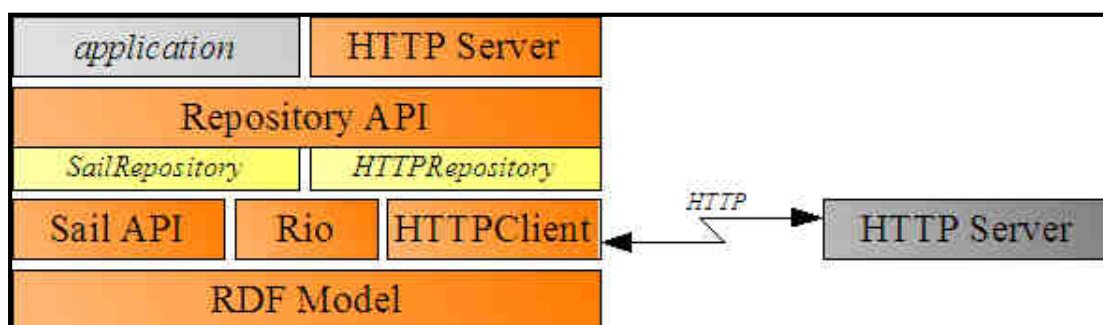 application
HTTP Server
Repository API
SailRepository
HTTPRepository
Sail API
Rio
HTTPClient
HTTP
HTTP Server
RDF Model